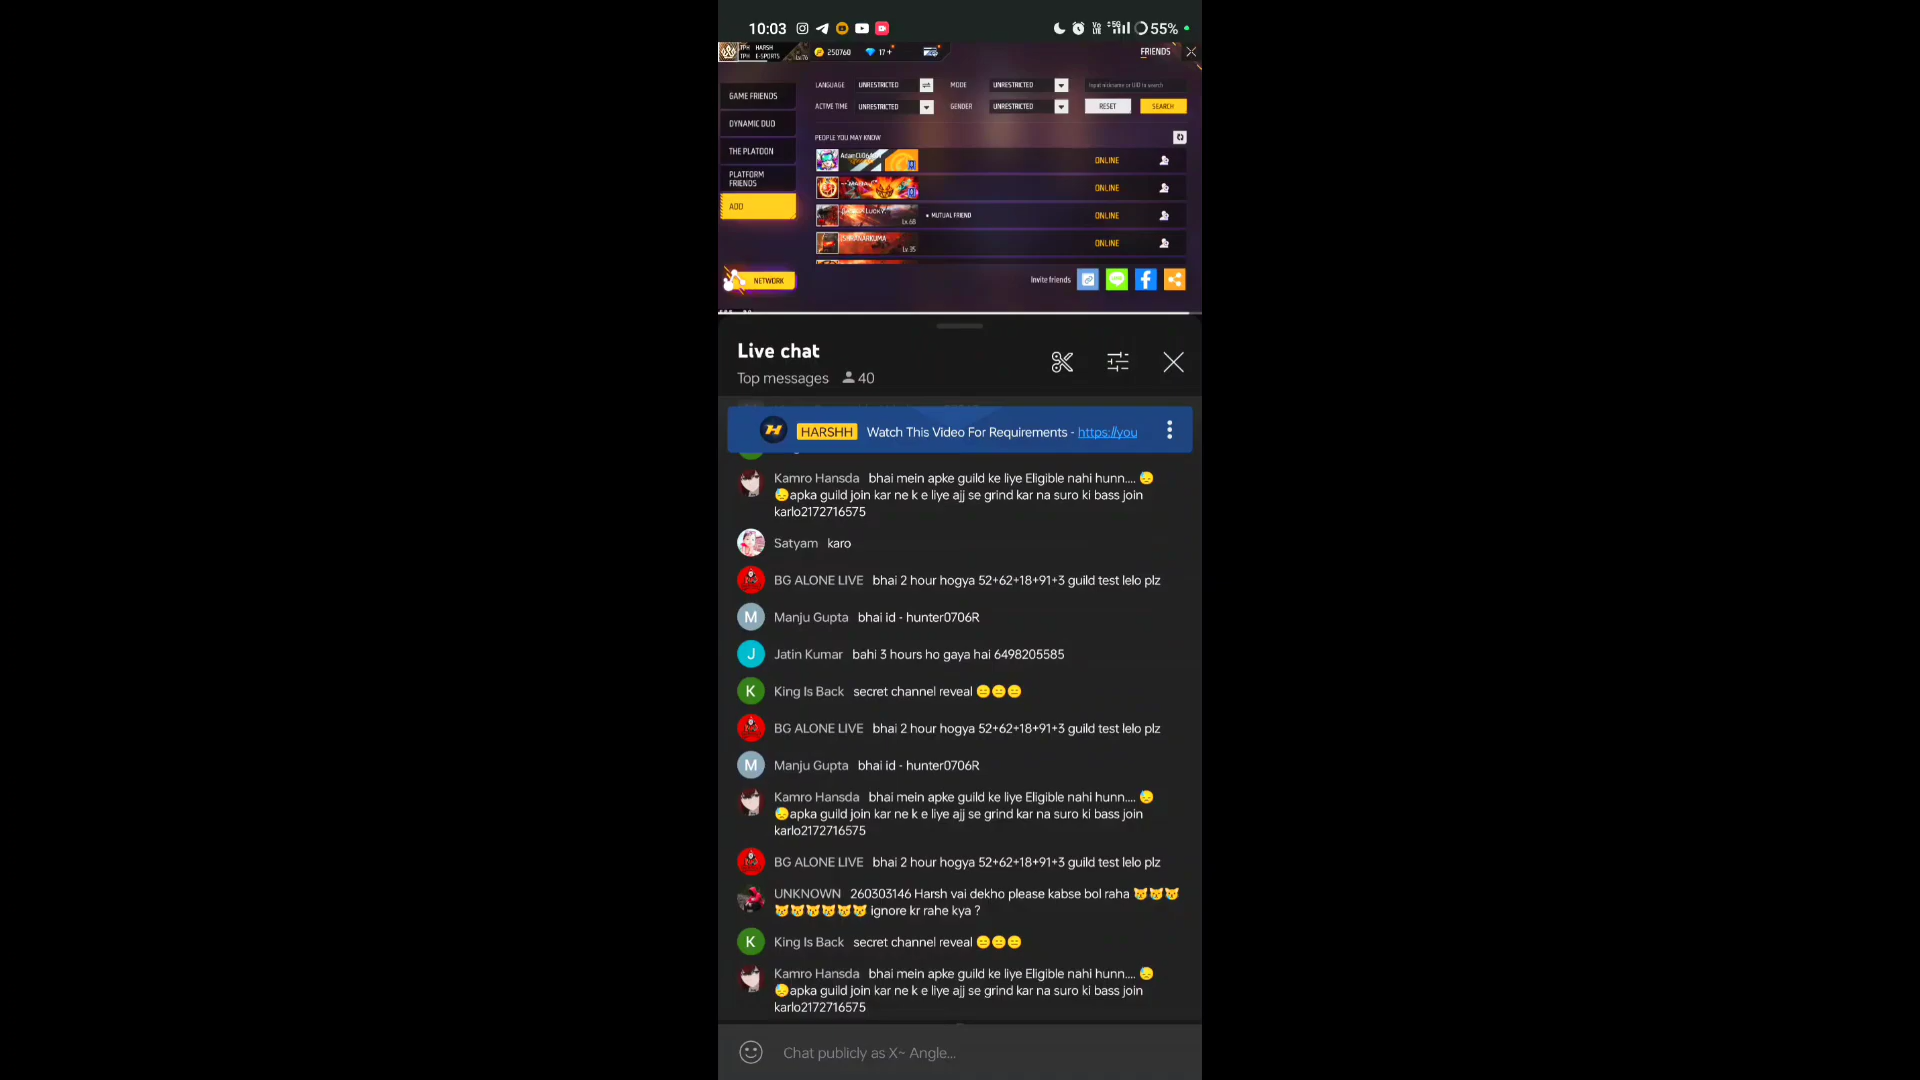 10:03
55%
TPH HARSH
TPH E-SPORTS
250760
17+
FRIENDS
GAME FRIENDS
DYNAMIC DUO
THE PLATOON
PLATFORM
FRIENDS
ADD
NETWORK
LANGUAGE UNRESTRICTED MODE UNRESTRICTED
ACTIVE TIME UNRESTRICTED GENDER UNRESTRICTED RESET SEARCH
PEOPLE YOU MAY KNOW
ONLINE
ONLINE
LUCKY Lv.68 • MUTUAL FRIEND ONLINE
Lv.35 ONLINE
Invite friends
Live chat
Top messages 40
HARSHH Watch This Video For Requirements - https://you
Kamro Hansda bhai mein apke guild ke liye Eligible nahi hunn.... 😓
😓apka guild join kar ne k e liye ajj se grind kar na suro ki bass join
karlo2172716575
Satyam karo
BG ALONE LIVE bhai 2 hour hogya 52+62+18+91+3 guild test lelo plz
M Manju Gupta bhai id - hunter0706R
J Jatin Kumar bahi 3 hours ho gaya hai 6498205585
K King Is Back secret channel reveal 😑😑😑
BG ALONE LIVE bhai 2 hour hogya 52+62+18+91+3 guild test lelo plz
M Manju Gupta bhai id - hunter0706R
Kamro Hansda bhai mein apke guild ke liye Eligible nahi hunn.... 😓
😓apka guild join kar ne k e liye ajj se grind kar na suro ki bass join
karlo2172716575
BG ALONE LIVE bhai 2 hour hogya 52+62+18+91+3 guild test lelo plz
UNKNOWN 260303146 Harsh vai dekho please kabse bol raha 😿😿😿
😿😿😿😿😿😿 ignore kr rahe kya ?
K King Is Back secret channel reveal 😑😑😑
Kamro Hansda bhai mein apke guild ke liye Eligible nahi hunn.... 😓
😓apka guild join kar ne k e liye ajj se grind kar na suro ki bass join
karlo2172716575
Chat publicly as X~ Angle...